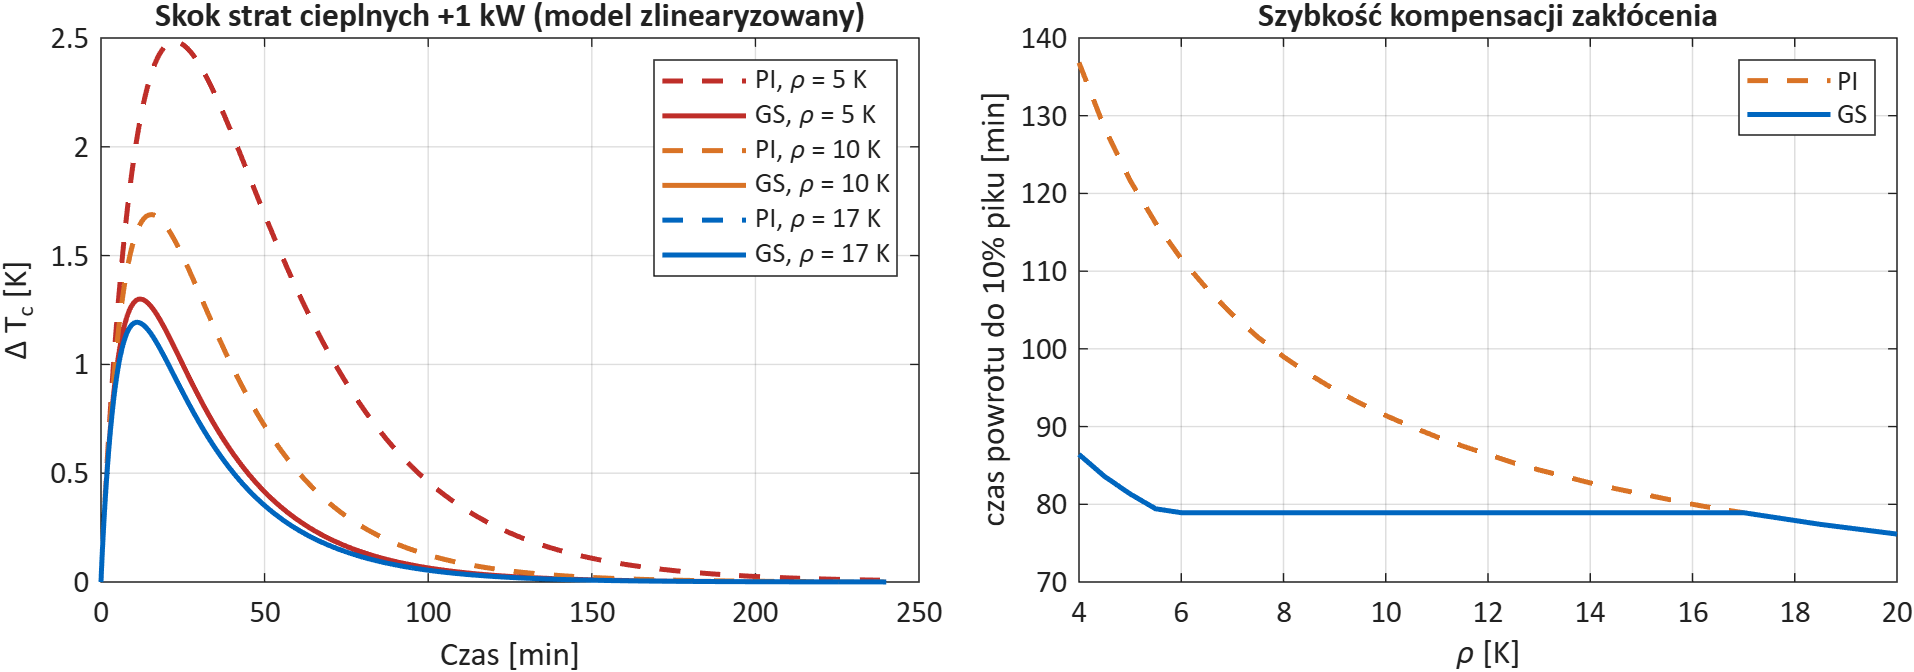 Skok strat cieplnych +1 kW (model zlinearyzowany)
2.5
2
1.5
1
0.5
0
Δ T_c [K]
0 50 100 150 200 250
Czas [min]
PI, ρ = 5 K
GS, ρ = 5 K
PI, ρ = 10 K
GS, ρ = 10 K
PI, ρ = 17 K
GS, ρ = 17 K
Szybkość kompensacji zakłócenia
140
130
120
110
100
90
80
70
czas powrotu do 10% piku [min]
4 6 8 10 12 14 16 18 20
ρ [K]
PI
GS